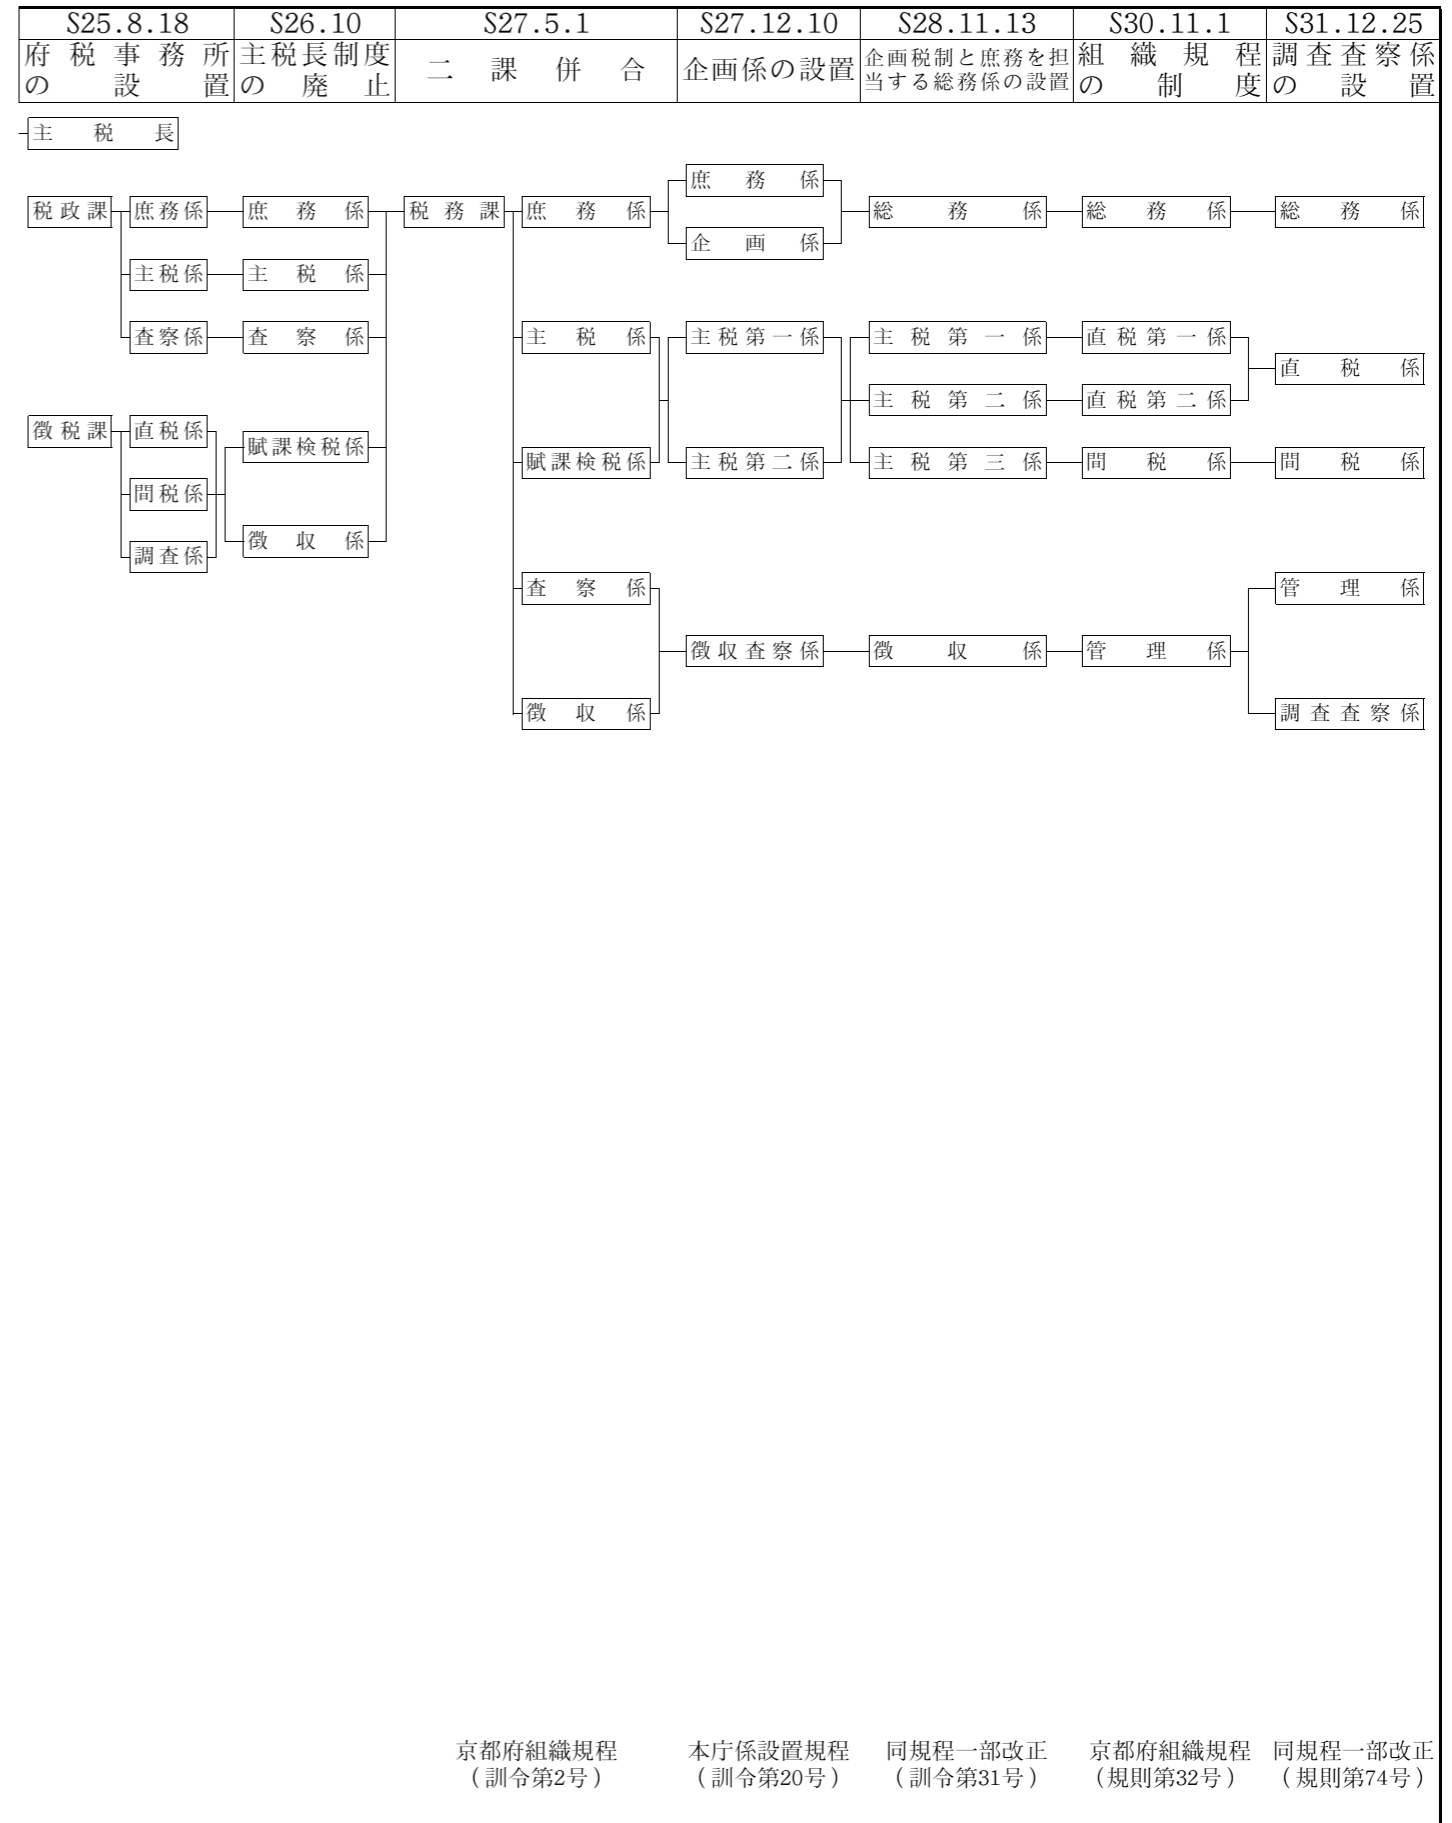 S25.8.18 S26.10 S27.5.1 S27.12.10 S28.11.13 S30.11.1 S31.12.25
府税事務所の設置
主税長制度の廃止
二課併合
企画係の設置
企画税制と庶務を担当する総務係の設置
組織規程の制度
調査査察係の設置
主税長
庶務係
税政課 庶務係 庶務係 税務課 庶務係 総務係 総務係 総務係
企画係
主税係 主税係
査察係 査察係 主税係 主税第一係 主税第一係 直税第一係
直税係
主税第二係 直税第二係
徴税課 直税係
賦課検税係 賦課検税係 主税第二係 主税第三係 間税係 間税係
間税係
徴収係
調査係
査察係 管理係
徴収査察係 徴収係 管理係
徴収係 調査査察係
京都府組織規程 本庁係設置規程 同規程一部改正 京都府組織規程 同規程一部改正
(訓令第2号) (訓令第20号) (訓令第31号) (規則第32号) (規則第74号)